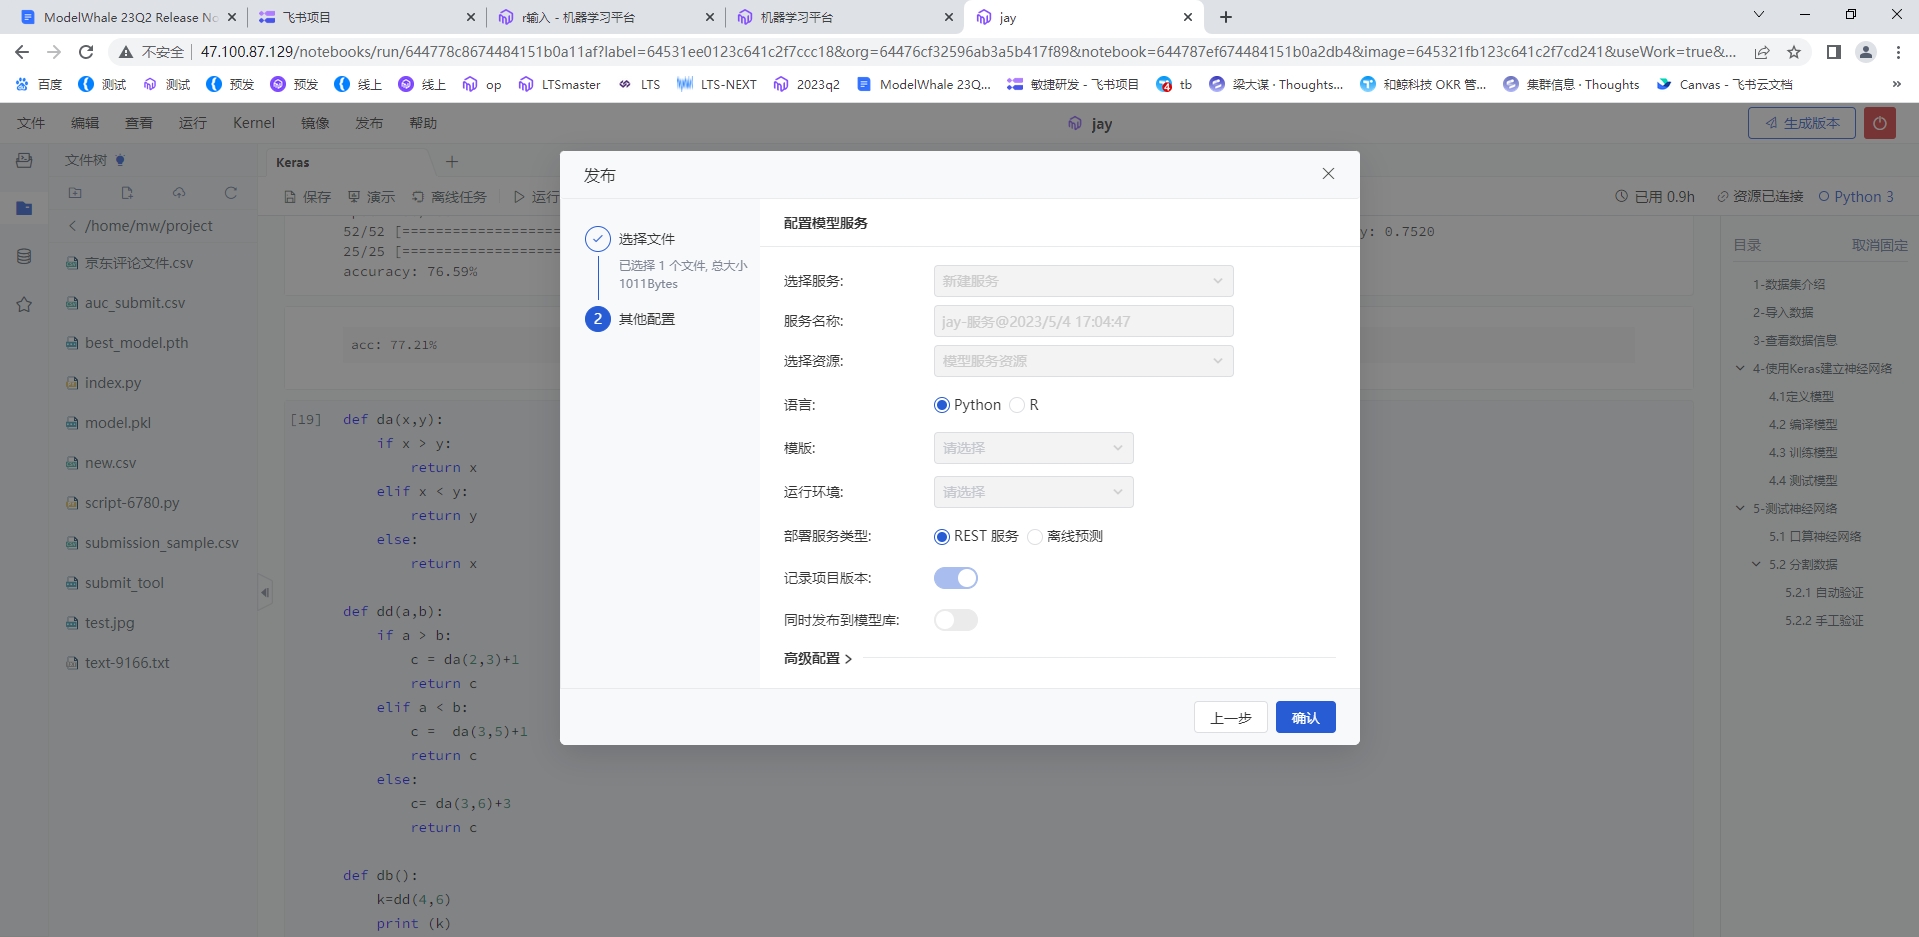 ModelWhale 23Q2 Release No
飞书项目
r输入 - 机器学习平台
机器学习平台
jay
不安全
47.100.87.129/notebooks/run/644778c8674484151b0a11af?label=64531ee0123c641c2f7ccc18&org=64476cf32596ab3a5b417f89&notebook=644787ef674484151b0a2db4&image=645321fb123c641c2f7cd241&useWork=true&...
百度 测试 测试 预发 预发 线上 线上 op LTSmaster LTS LTS-NEXT 2023q2 ModelWhale 23Q... 敏捷研发 - 飞书项目 tb 梁大谋 · Thoughts... 和鲸科技 OKR 管... 集群信息 · Thoughts Canvas - 飞书云文档 »
文件 编辑 查看 运行 Kernel 镜像 发布 帮助
jay
生成版本
文件树
Keras
保存 演示 离线任务 运行
已用 0.9h 资源已连接 Python 3
/home/mw/project
京东评论文件.csv
auc_submit.csv
best_model.pth
index.py
model.pkl
new.csv
script-6780.py
submission_sample.csv
submit_tool
test.jpg
text-9166.txt
52/52 [===================
y: 0.7520
25/25 [===================
accuracy: 76.59%
acc: 77.21%
[19]
def da(x,y):
if x > y:
return x
elif x < y:
return y
else:
return x
def dd(a,b):
if a > b:
c = da(2,3)+1
return c
elif a < b:
c =  da(3,5)+1
return c
else:
c= da(3,6)+3
return c
def db():
k=dd(4,6)
print (k)
发布
选择文件
已选择 1 个文件, 总大小
1011Bytes
2 其他配置
配置模型服务
选择服务: 新建服务
服务名称: jay-服务@2023/5/4 17:04:47
选择资源: 模型服务资源
语言: Python R
模版: 请选择
运行环境: 请选择
部署服务类型: REST 服务 离线预测
记录项目版本:
同时发布到模型库:
高级配置 >
上一步 确认
目录 取消固定
1-数据集介绍
2-导入数据
3-查看数据信息
4-使用Keras建立神经网络
4.1定义模型
4.2 编译模型
4.3 训练模型
4.4 测试模型
5-测试神经网络
5.1 口算神经网络
5.2 分割数据
5.2.1 自动验证
5.2.2 手工验证